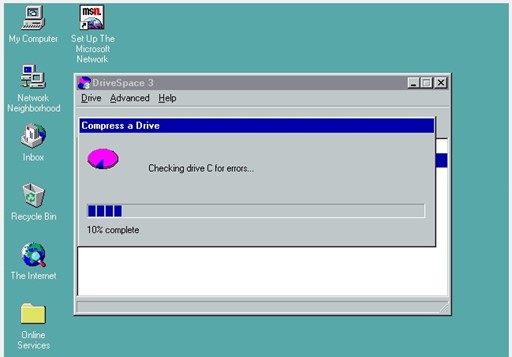 My Computer
Set Up The
Microsoft
Network
msn.
Network
Neighborhood
Inbox
Recycle Bin
The Internet
Online
Services
DriveSpace 3
Drive Advanced Help
Compress a Drive
Checking drive C for errors...
10% complete